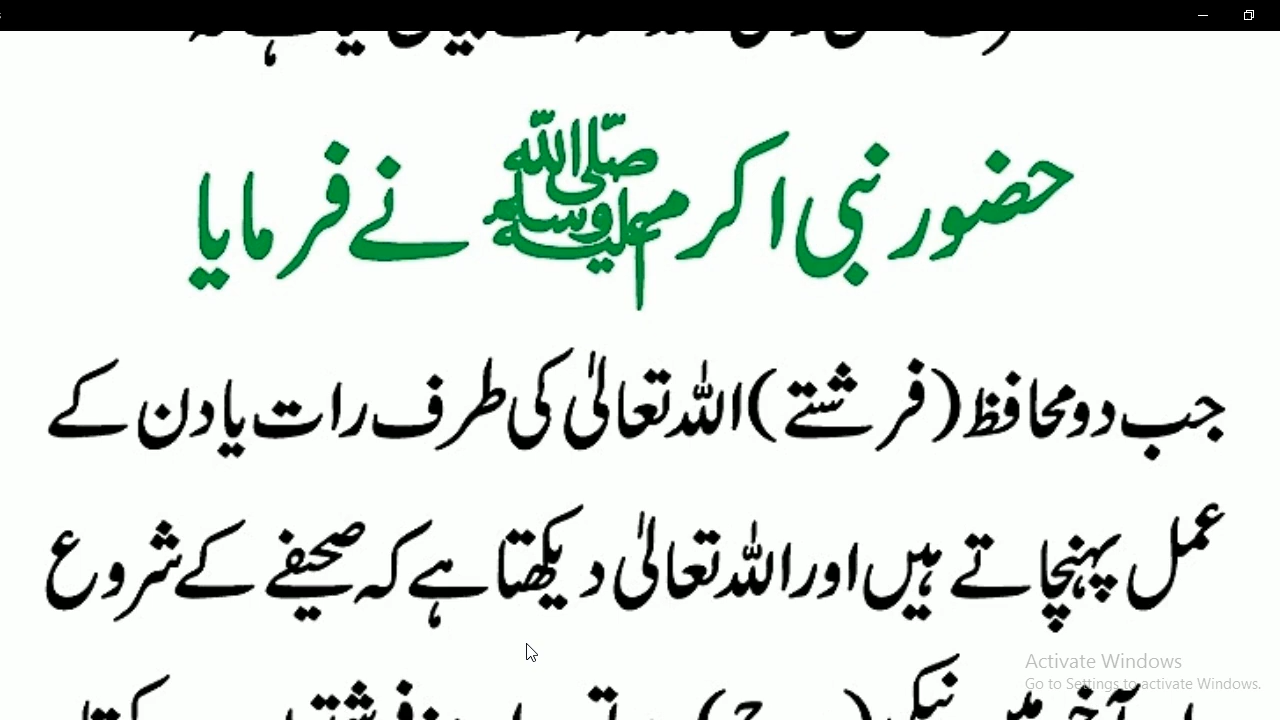 حضور نبی اکرم ﷺ نے فرمایا
جب دو محافظ (فرشتے) اللہ تعالیٰ کی طرف رات یا دن کے
عمل پہنچاتے ہیں اور اللہ تعالیٰ دیکھتا ہے کہ صحیفے کے شروع
Activate Windows
Go to Settings to activate Windows.